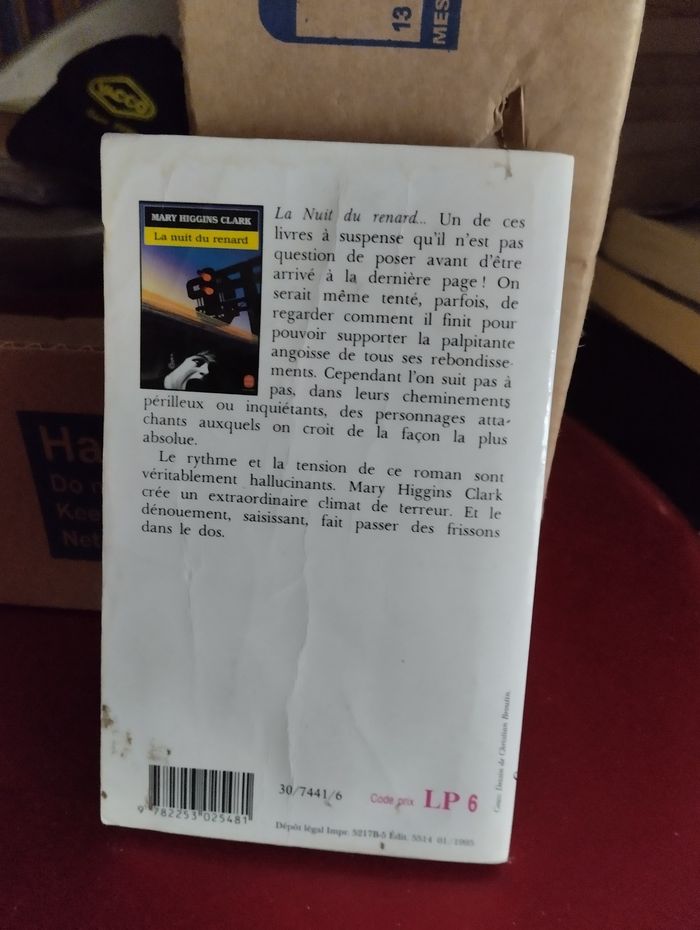 13
MES
MARY HIGGINS CLARK
La nuit du renard
La Nuit du renard... Un de ces
livres à suspense qu'il n'est pas
question de poser avant d'être
arrivé à la dernière page ! On
serait même tenté, parfois, de
regarder comment il finit pour
pouvoir supporter la palpitante
angoisse de tous ses rebondisse-
ments. Cependant l'on suit pas à
pas, dans leurs cheminements
périlleux ou inquiétants, des personnages atta-
chants auxquels on croit de la façon la plus
absolue.
Le rythme et la tension de ce roman sont
véritablement hallucinants. Mary Higgins Clark
crée un extraordinaire climat de terreur. Et le
dénouement, saisissant, fait passer des frissons
dans le dos.
Ha
Do n
Kee
Net
9 782253 025481
30/7441/6
Code prix LP 6
Dépôt légal Impr. 5217B-5 Édit. 5514 01/1985
Couv. Dessin de Christian Broutin.